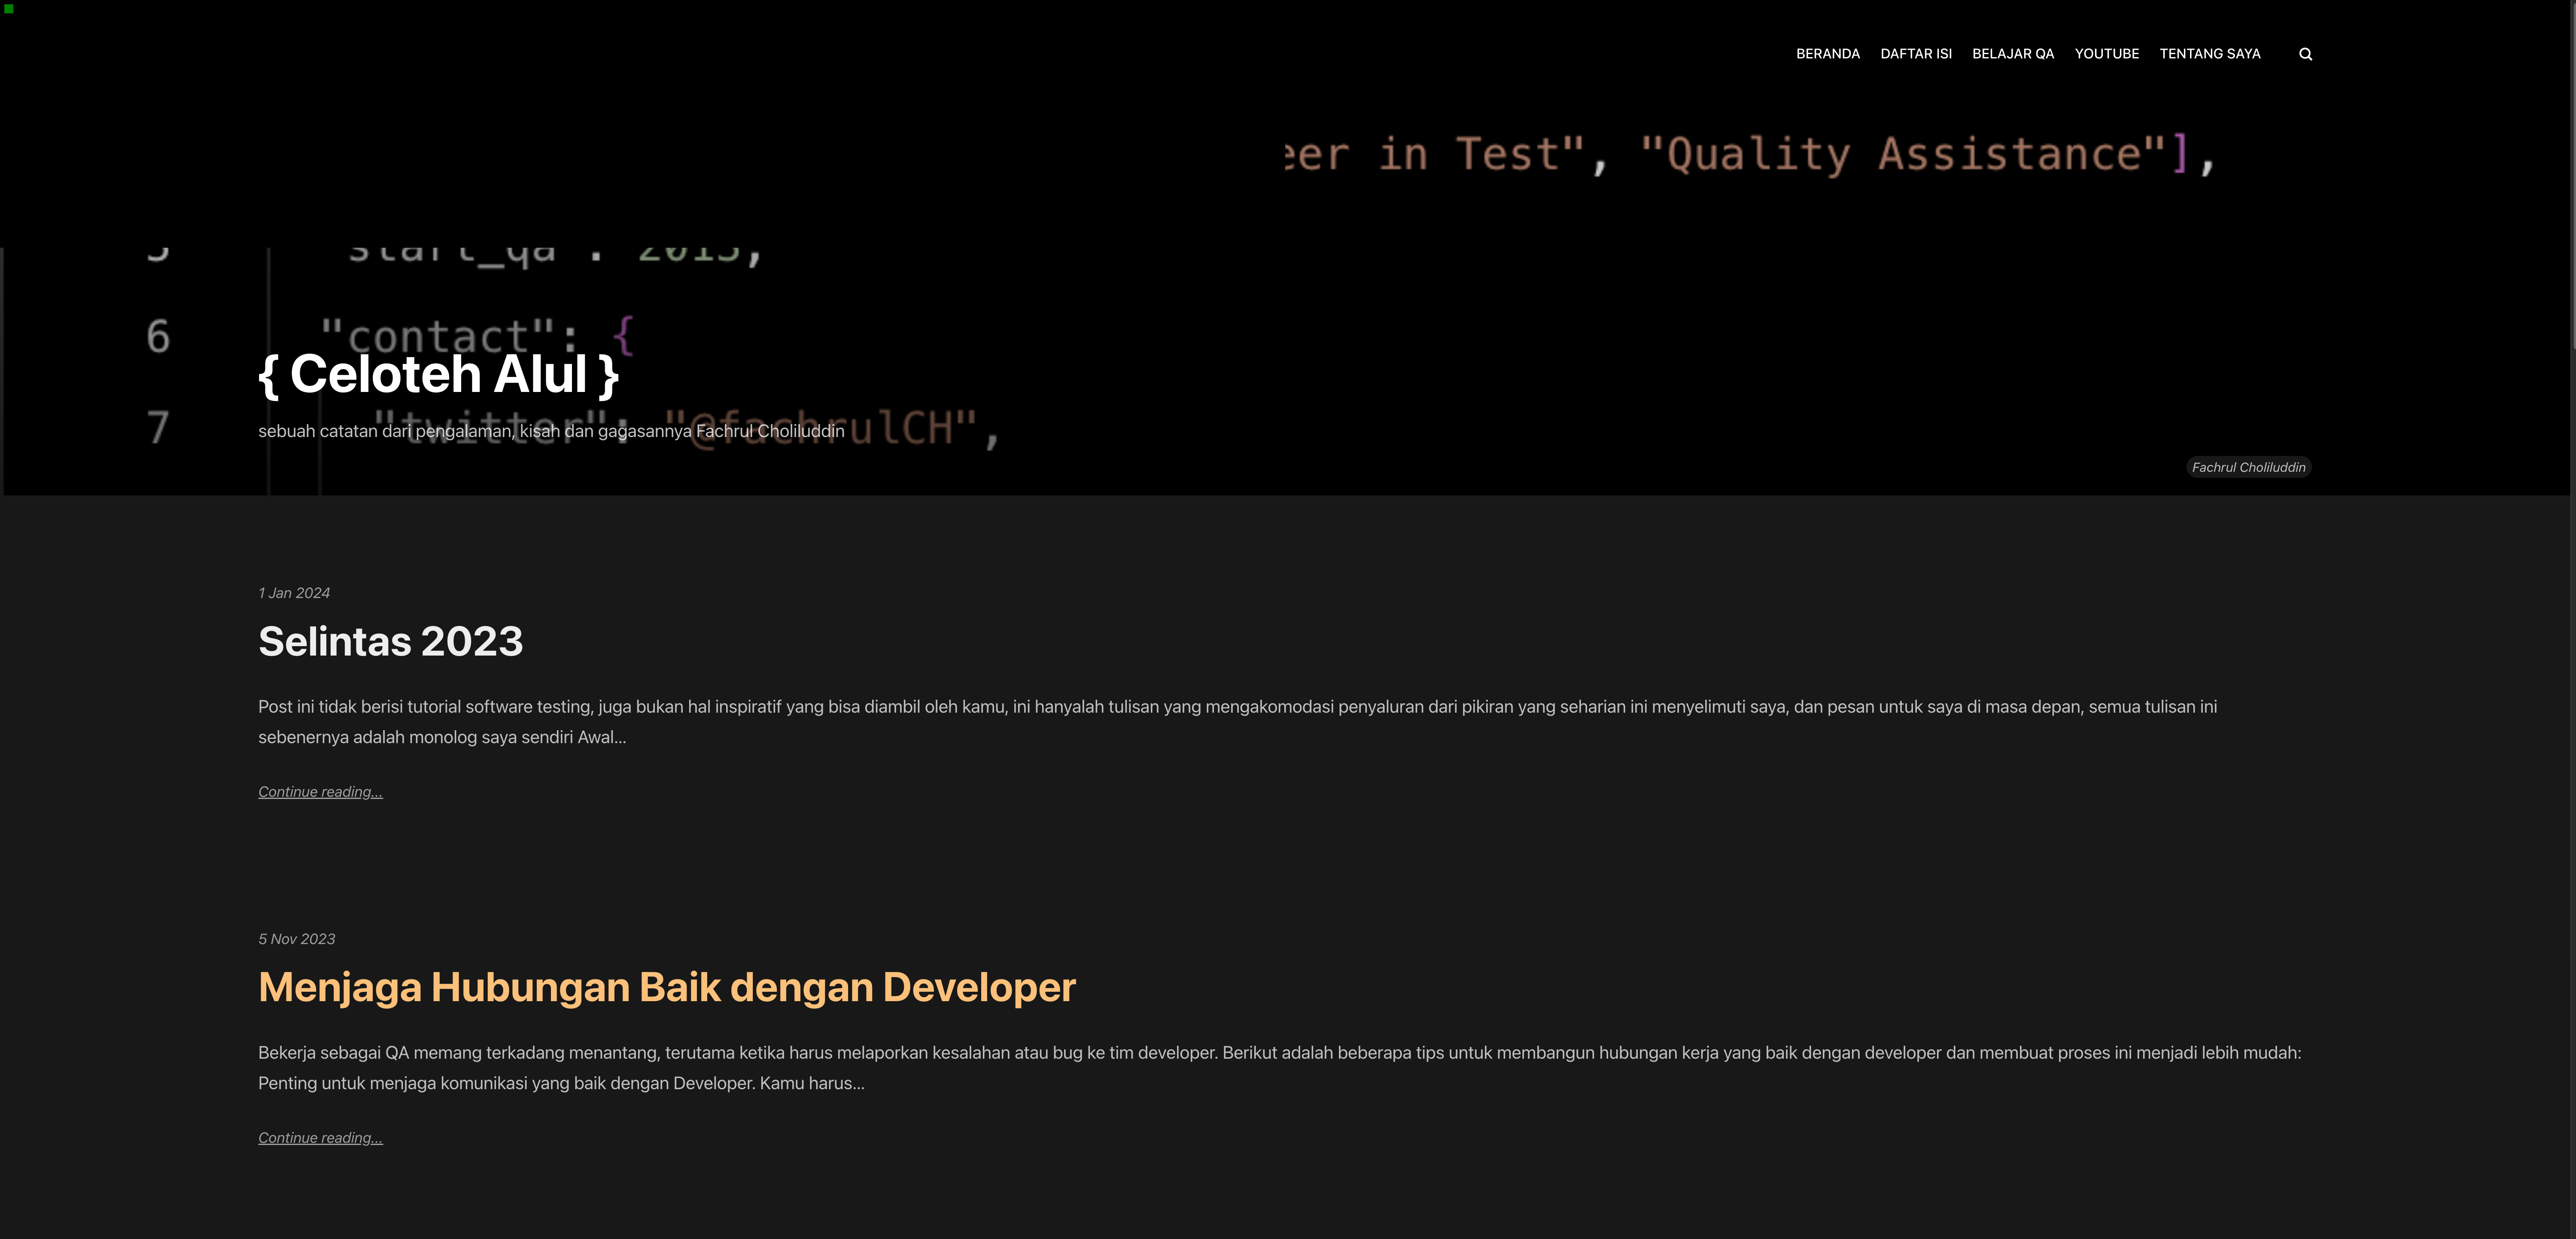 BERANDA DAFTAR ISI BELAJAR QA YOUTUBE TENTANG SAYA
in Test", "Quality Assistance"],
6 "contact": {
{ Celoteh Alul }
7 "twitter": "@fachrulCH",
sebuah catatan dari pengalaman, kisah dan gagasannya Fachrul Choliluddin
Fachrul Choliluddin
1 Jan 2024
Selintas 2023
Post ini tidak berisi tutorial software testing, juga bukan hal inspiratif yang bisa diambil oleh kamu, ini hanyalah tulisan yang mengakomodasi penyaluran dari pikiran yang seharian ini menyelimuti saya, dan pesan untuk saya di masa depan, semua tulisan ini
sebenernya adalah monolog saya sendiri Awal...
Continue reading...
5 Nov 2023
Menjaga Hubungan Baik dengan Developer
Bekerja sebagai QA memang terkadang menantang, terutama ketika harus melaporkan kesalahan atau bug ke tim developer. Berikut adalah beberapa tips untuk membangun hubungan kerja yang baik dengan developer dan membuat proses ini menjadi lebih mudah:
Penting untuk menjaga komunikasi yang baik dengan Developer. Kamu harus...
Continue reading...